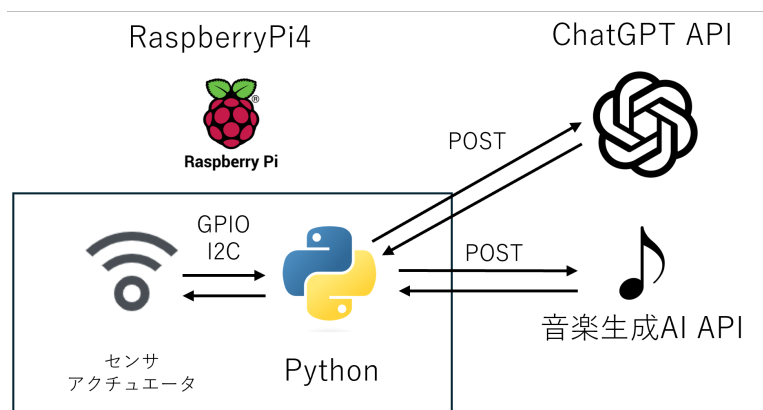 RaspberryPi4
ChatGPT API
Raspberry Pi
®
POST
GPIO
I2C
POST
音楽生成AI API
センサ
アクチュエータ
Python